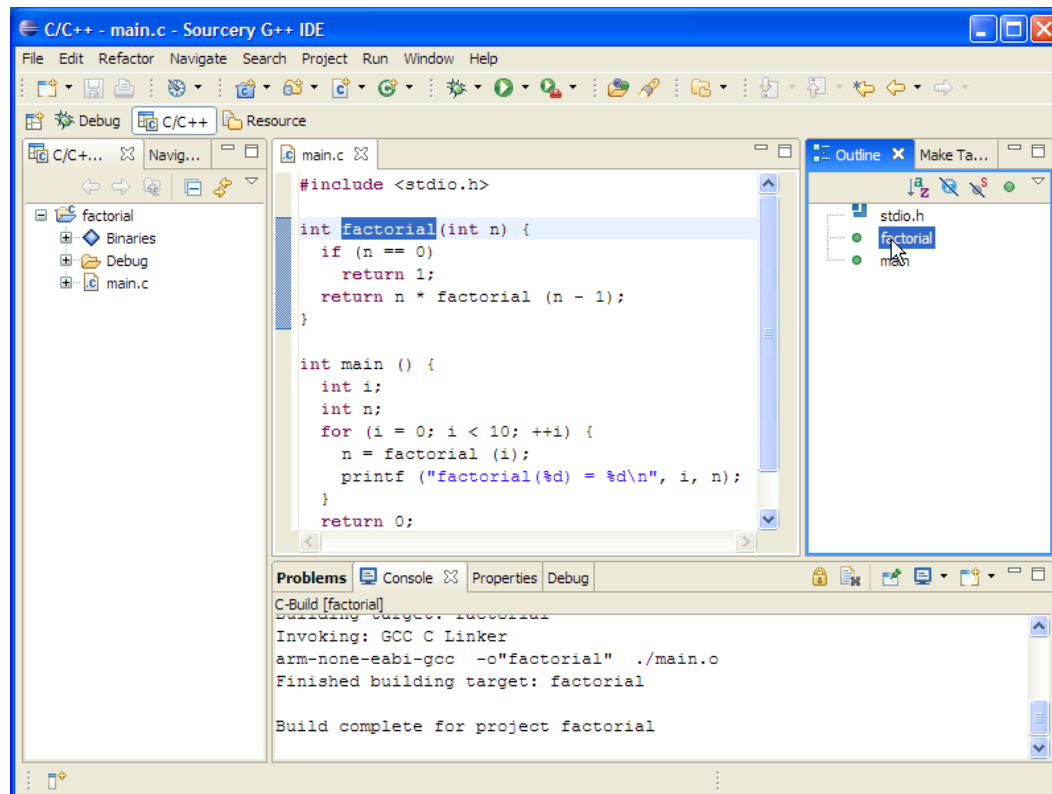 C/C++ - main.c - Sourcery G++ IDE
File Edit Refactor Navigate Search Project Run Window Help
Debug C/C++ Resource
C/C+... Navig...
factorial
Binaries
Debug
main.c
main.c
#include <stdio.h>
int factorial(int n) {
if (n == 0)
return 1;
return n * factorial (n - 1);
}
int main () {
int i;
int n;
for (i = 0; i < 10; ++i) {
n = factorial (i);
printf ("factorial(%d) = %d\n", i, n);
}
return 0;
Outline Make Ta...
stdio.h
factorial
main
Problems Console Properties Debug
C-Build [factorial]
Building target: factorial
Invoking: GCC C Linker
arm-none-eabi-gcc -o"factorial" ./main.o
Finished building target: factorial
Build complete for project factorial